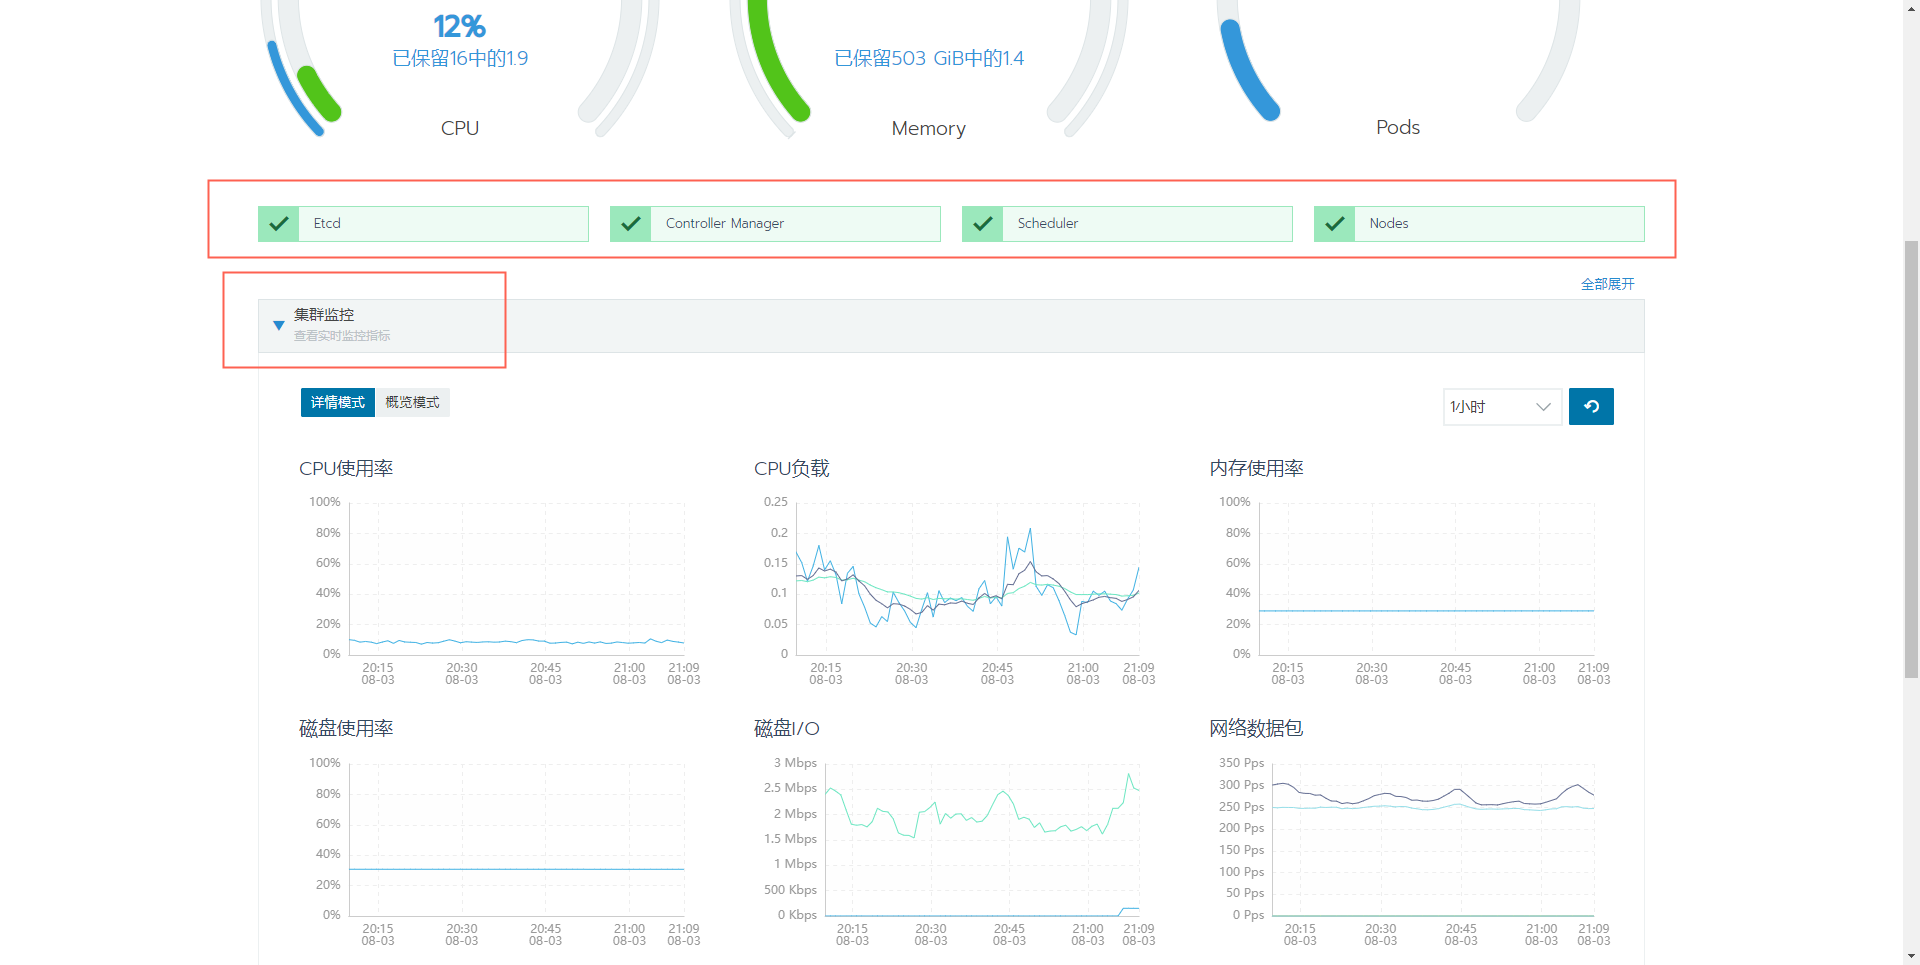 12%
已保留16中的1.9
已保留503 GiB中的1.4
CPU
Memory
Pods
Etcd
Controller Manager
Scheduler
Nodes
全部展开
集群监控
查看实时监控指标
详情模式
概览模式
1小时
CPU使用率
100%
80%
60%
40%
20%
0%
20:15
08-03
20:30
08-03
20:45
08-03
21:00
08-03
21:09
08-03
CPU负载
0.25
0.2
0.15
0.1
0.05
0
20:15
08-03
20:30
08-03
20:45
08-03
21:00
08-03
21:09
08-03
内存使用率
100%
80%
60%
40%
20%
0%
20:15
08-03
20:30
08-03
20:45
08-03
21:00
08-03
21:09
08-03
磁盘使用率
100%
80%
60%
40%
20%
0%
20:15
08-03
20:30
08-03
20:45
08-03
21:00
08-03
21:09
08-03
磁盘I/O
3 Mbps
2.5 Mbps
2 Mbps
1.5 Mbps
1 Mbps
500 Kbps
0 Kbps
20:15
08-03
20:30
08-03
20:45
08-03
21:00
08-03
21:09
08-03
网络数据包
350 Pps
300 Pps
250 Pps
200 Pps
150 Pps
100 Pps
50 Pps
0 Pps
20:15
08-03
20:30
08-03
20:45
08-03
21:00
08-03
21:09
08-03